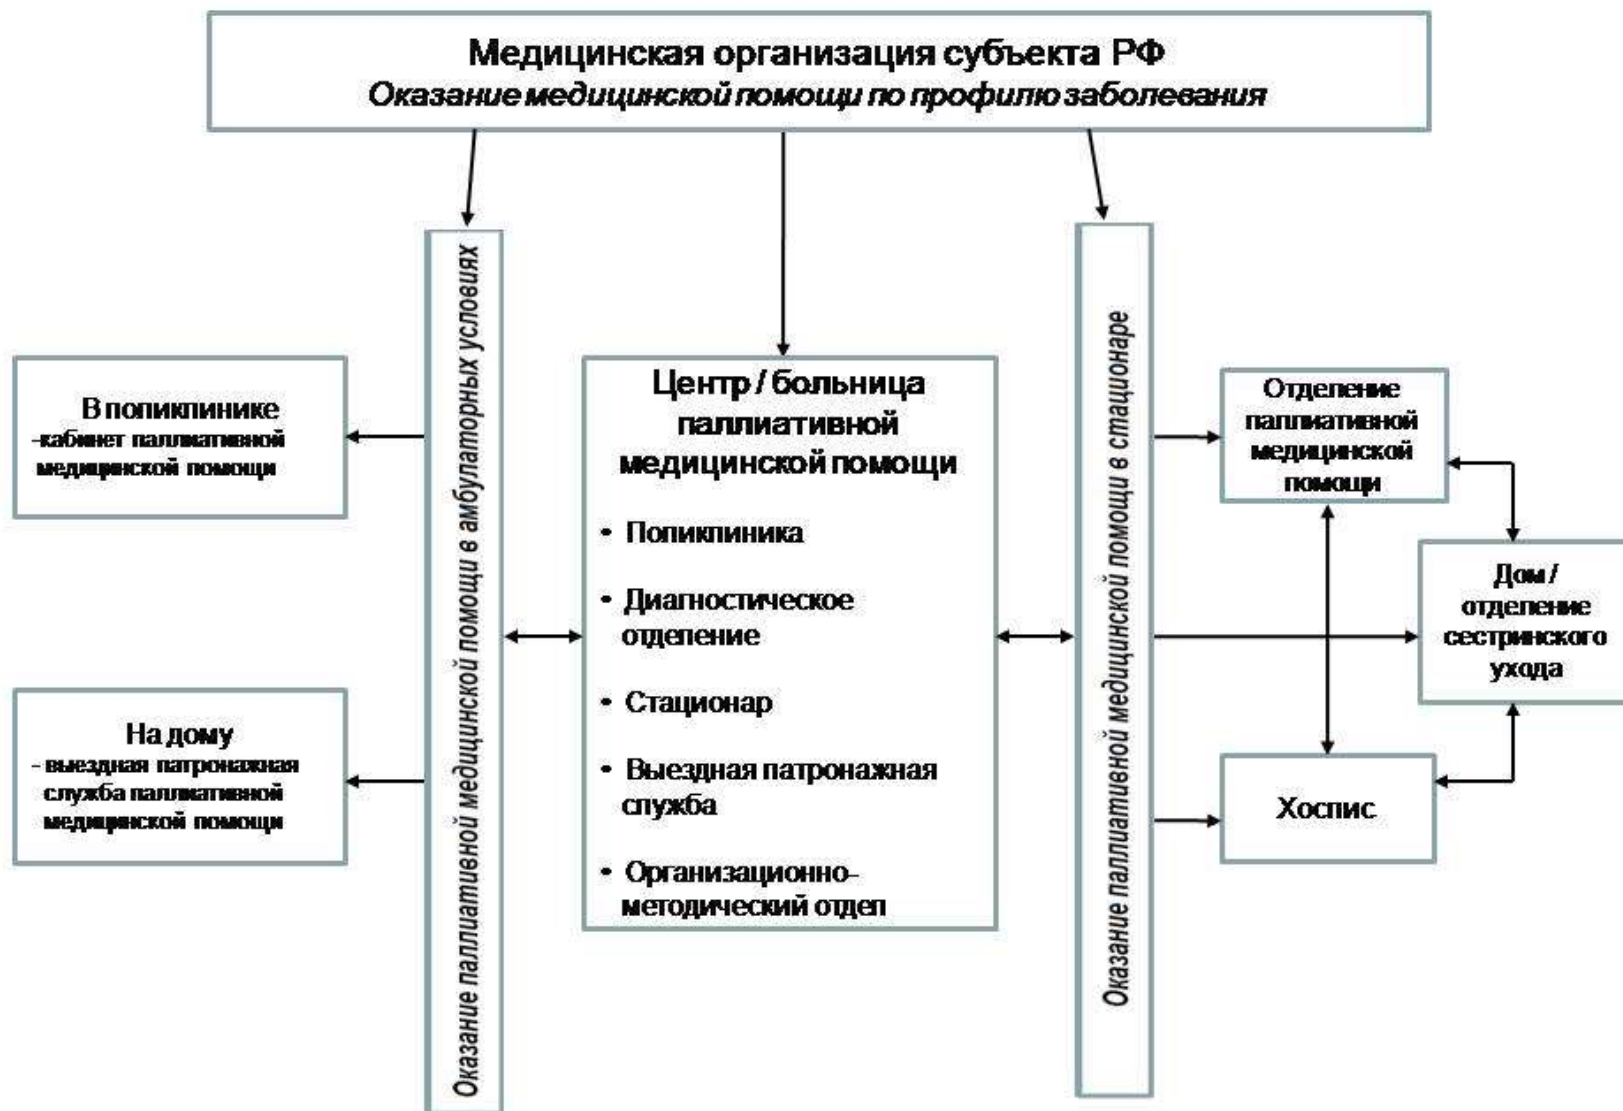 Медицинская организация субъекта РФ
Оказание медицинской помощи по профилю заболевания
Оказание паллиативной медицинской помощи в амбулаторных условиях
В поликлинике
-кабинет паллиативной
медицинской помощи
На дому
- выездная патронажная
служба паллиативной
медицинской помощи
Центр / больница
паллиативной
медицинской помощи
• Поликлиника
• Диагностическое
отделение
• Стационар
• Выездная патронажная
служба
• Организационно-
методический отдел
Оказание паллиативной медицинской помощи в стационаре
Отделение
паллиативной
медицинской
помощи
Дом /
отделение
сестринского
ухода
Хоспис